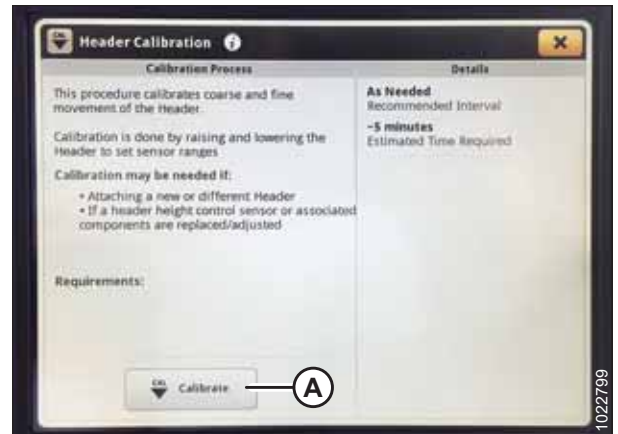 CAL
Header Calibration i
Calibration Process
Details
This procedure calibrates coarse and fine
movement of the Header.
Calibration is done by raising and lowering the
Header to set sensor ranges
Calibration may be needed if:
• Attaching a new or different Header
• If a header height control sensor or associated
components are replaced/adjusted
Requirements:
As Needed
Recommended Interval
~5 minutes
Estimated Time Required
CAL
Calibrate
A
1022799